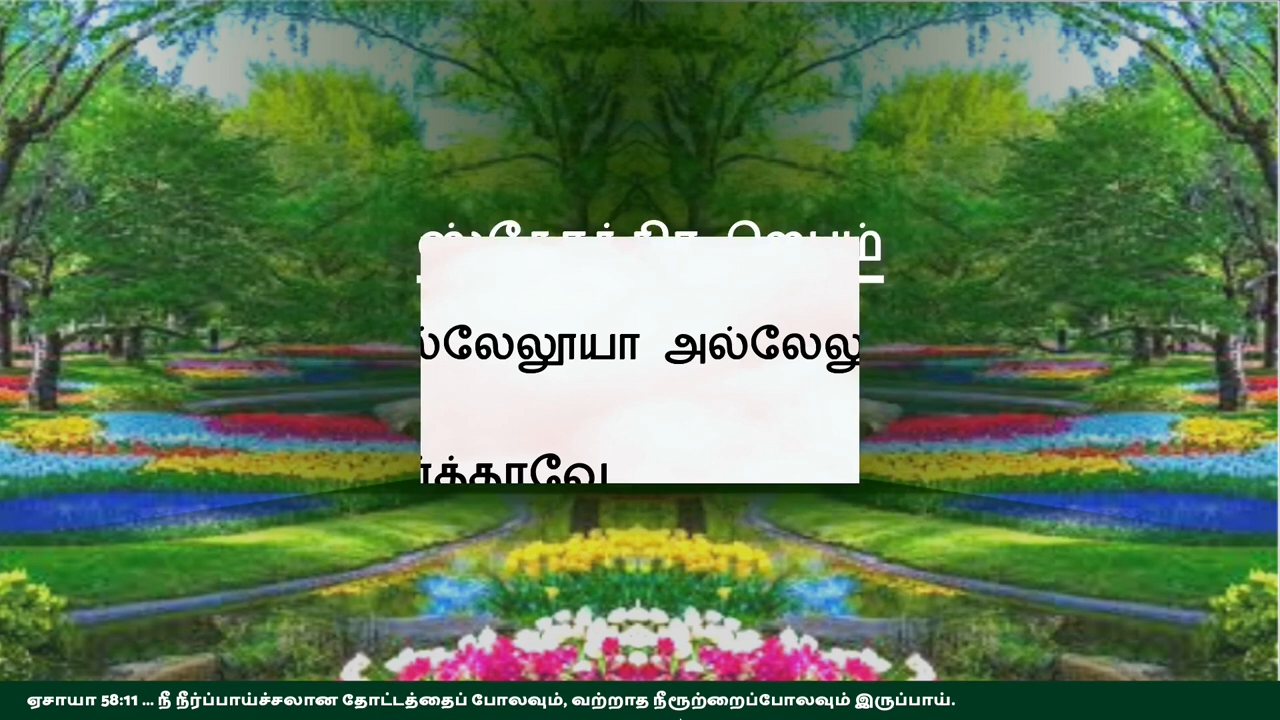 ல்லேலூயா அல்லேலு
ர்க்தாவே
ஏசாயா 58:11 ... நீ நீர்ப்பாய்ச்சலான தோட்டத்தைப் போலவும், வற்றாத நீரூற்றைப்போலவும் இருப்பாய்.